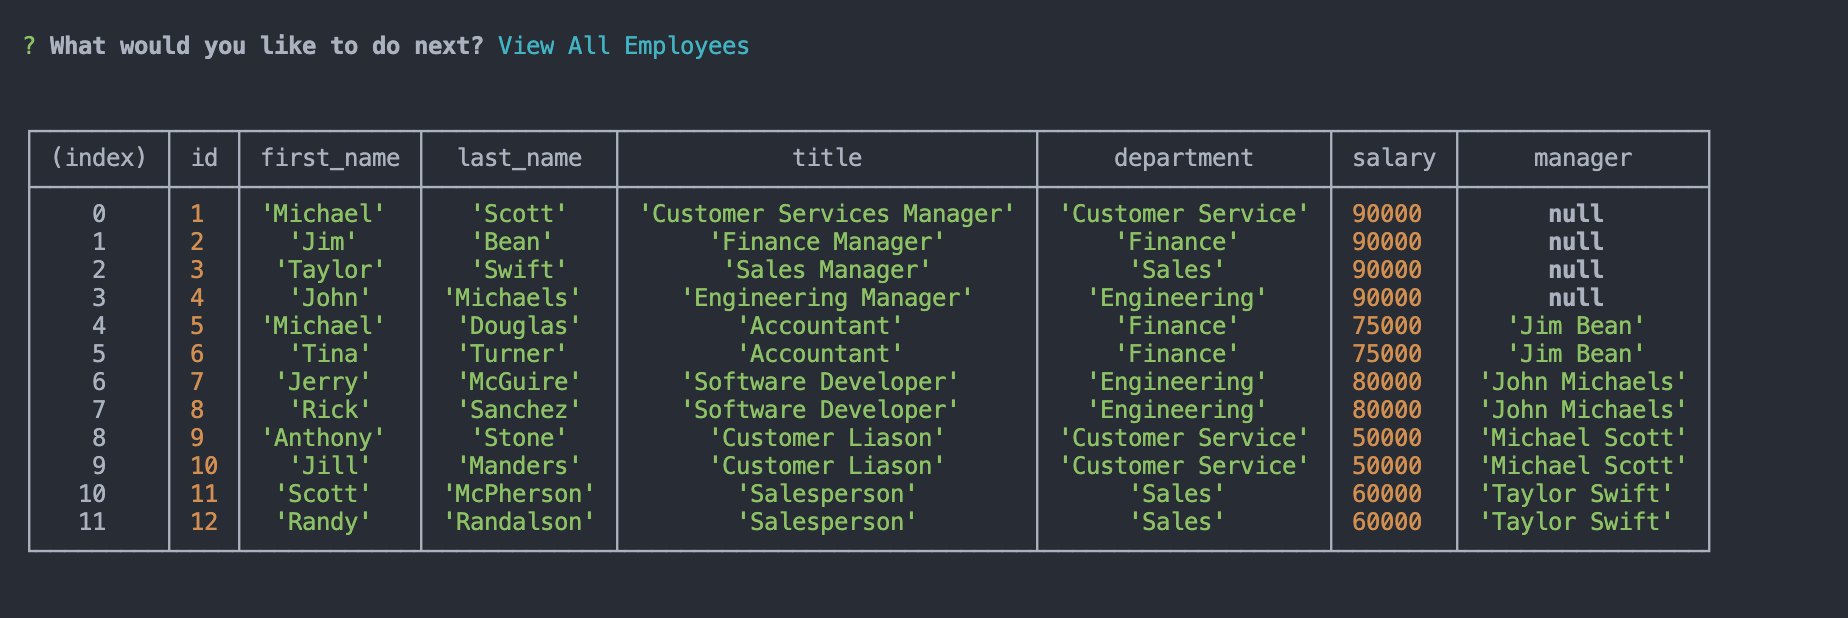 ? What would you like to do next? View All Employees
(index) id first_name last_name title department salary manager
0 1 'Michael' 'Scott' 'Customer Services Manager' 'Customer Service' 90000 null
1 2 'Jim' 'Bean' 'Finance Manager' 'Finance' 90000 null
2 3 'Taylor' 'Swift' 'Sales Manager' 'Sales' 90000 null
3 4 'John' 'Michaels' 'Engineering Manager' 'Engineering' 90000 null
4 5 'Michael' 'Douglas' 'Accountant' 'Finance' 75000 'Jim Bean'
5 6 'Tina' 'Turner' 'Accountant' 'Finance' 75000 'Jim Bean'
6 7 'Jerry' 'McGuire' 'Software Developer' 'Engineering' 80000 'John Michaels'
7 8 'Rick' 'Sanchez' 'Software Developer' 'Engineering' 80000 'John Michaels'
8 9 'Anthony' 'Stone' 'Customer Liason' 'Customer Service' 50000 'Michael Scott'
9 10 'Jill' 'Manders' 'Customer Liason' 'Customer Service' 50000 'Michael Scott'
10 11 'Scott' 'McPherson' 'Salesperson' 'Sales' 60000 'Taylor Swift'
11 12 'Randy' 'Randalson' 'Salesperson' 'Sales' 60000 'Taylor Swift'